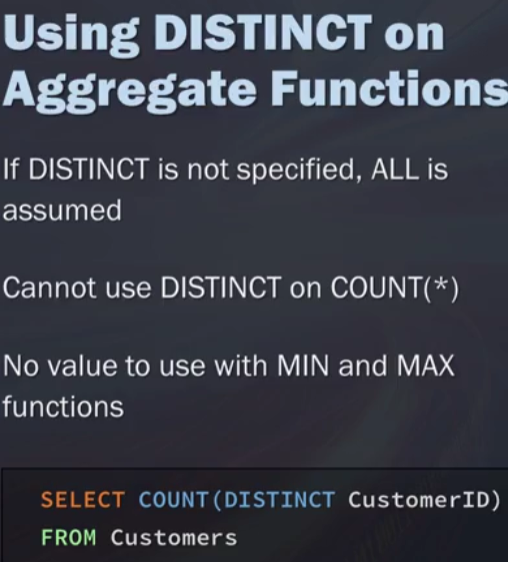 Using DISTINCT on
Aggregate Functions
If DISTINCT is not specified, ALL is
assumed
Cannot use DISTINCT on COUNT(*)
No value to use with MIN and MAX
functions
SELECT COUNT(DISTINCT CustomerID)
FROM Customers